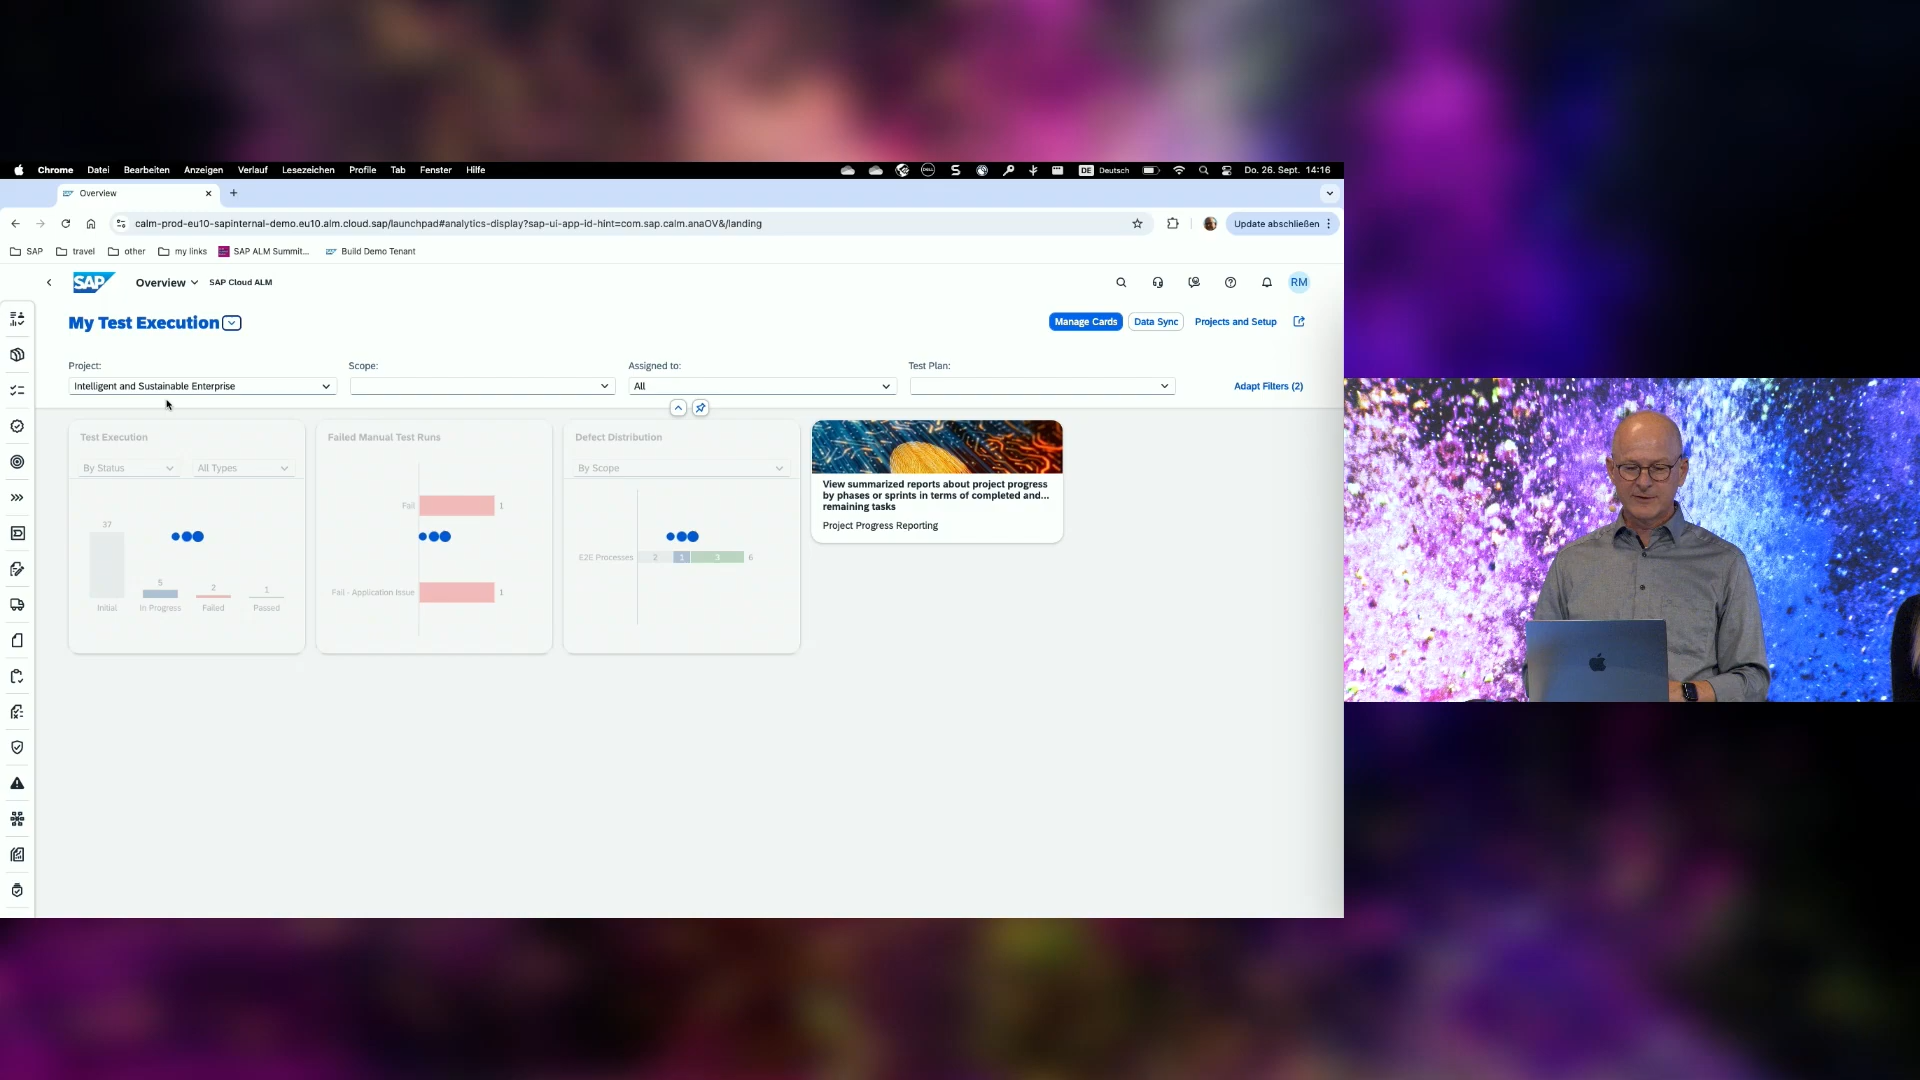 Chrome Datei Bearbeiten Anzeigen Verlauf Lesezeichen Profile Tab Fenster Hilfe
DE Deutsch Do. 26. Sept. 14:16
Overview
calm-prod-eu10-sapinternal-demo.eu10.alm.cloud.sap/launchpad#analytics-display?sap-ui-app-id-hint=com.sap.calm.anaOV&/landing
Update abschließen
SAP travel other my links SAP ALM Summit... Build Demo Tenant
SAP Overview SAP Cloud ALM
RM
My Test Execution
Manage Cards Data Sync Projects and Setup
Project: Scope: Assigned to: Test Plan:
Intelligent and Sustainable Enterprise All
Adapt Filters (2)
Test Execution
By Status All Types
37
5
2
1
Initial In Progress Failed Passed
Failed Manual Test Runs
Fail 1
Fail - Application Issue 1
Defect Distribution
By Scope
E2E Processes 2 1 3 6
View summarized reports about project progress
by phases or sprints in terms of completed and...
remaining tasks
Project Progress Reporting